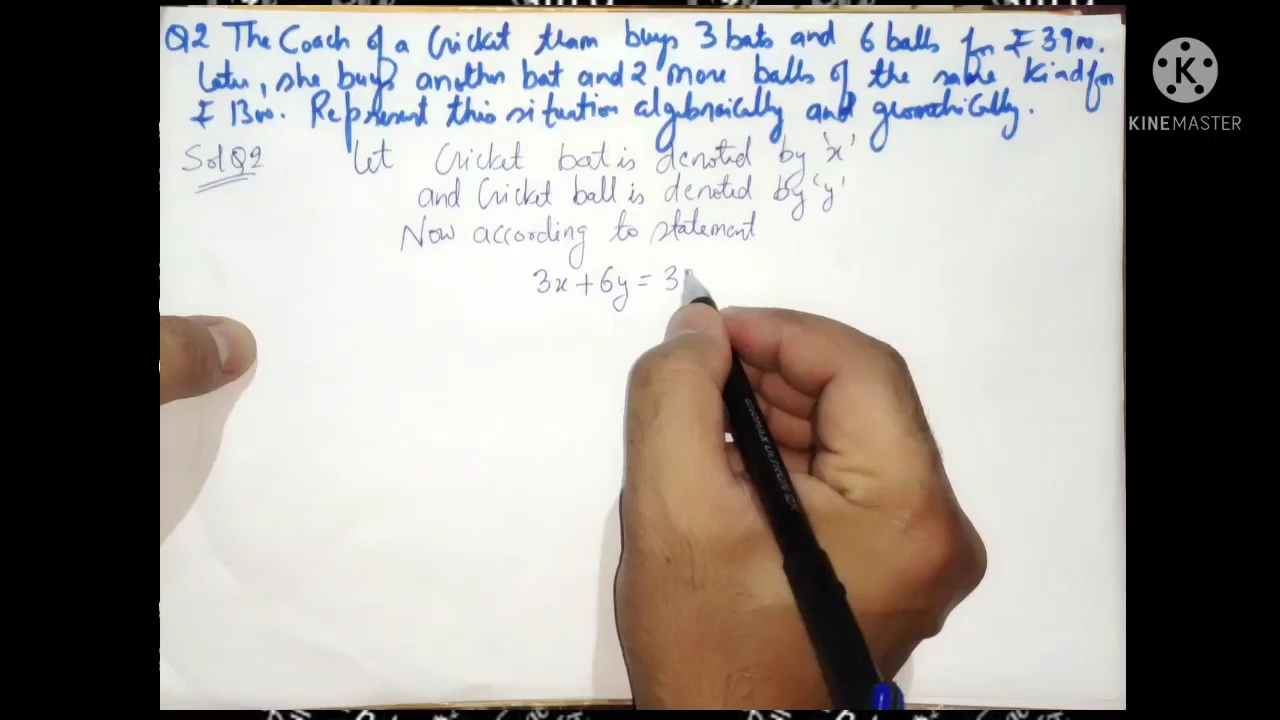 Q2 The Coach of a Cricket team buys 3 bats and 6 balls for ₹ 3900.
Later, she buys another bat and 2 more balls of the same kind for
₹ 1300. Represent this situation algebraically and geometrically.
Sol Q2 Let Cricket bat is denoted by 'x'
and Cricket ball is denoted by 'y'
Now according to statement
3x + 6y = 3
K
KINEMASTER